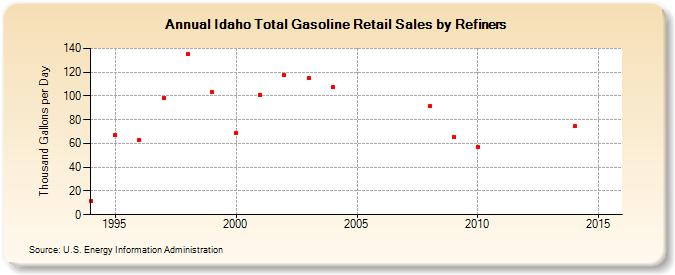 Annual Idaho Total Gasoline Retail Sales by Refiners
Thousand Gallons per Day
140
120
100
80
60
40
20
0
1995 2000 2005 2010 2015
Source: U.S. Energy Information Administration